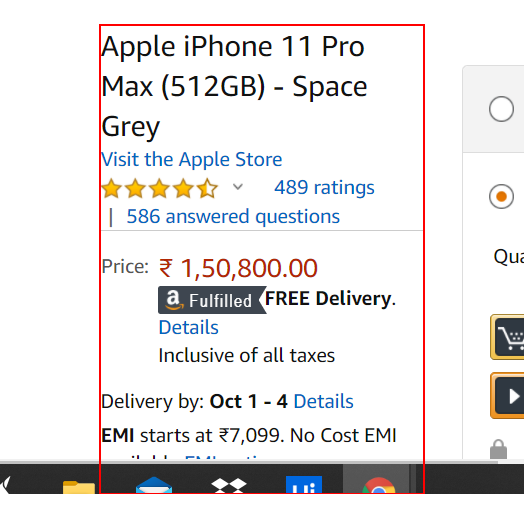 Apple iPhone 11 Pro
Max (512GB) - Space
Grey
Visit the Apple Store
489 ratings
| 586 answered questions
Price: ₹ 1,50,800.00
a Fulfilled FREE Delivery.
Details
Inclusive of all taxes
Delivery by: Oct 1 - 4 Details
EMI starts at ₹7,099. No Cost EMI
Qua